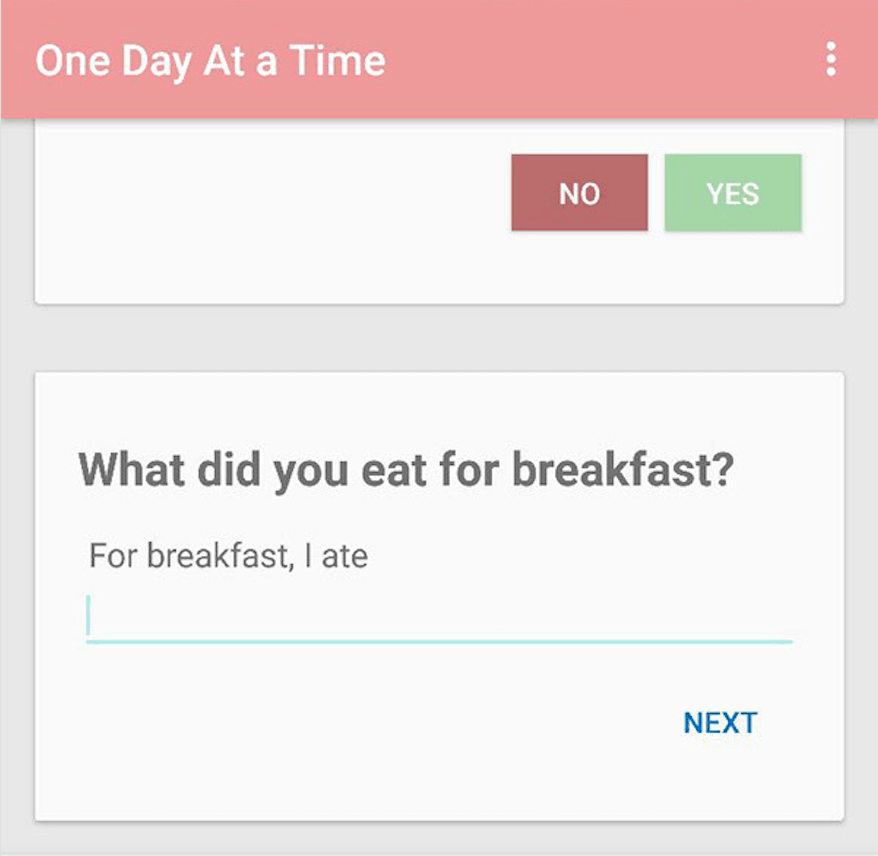 One Day At a Time
NO YES
What did you eat for breakfast?
For breakfast, I ate
NEXT